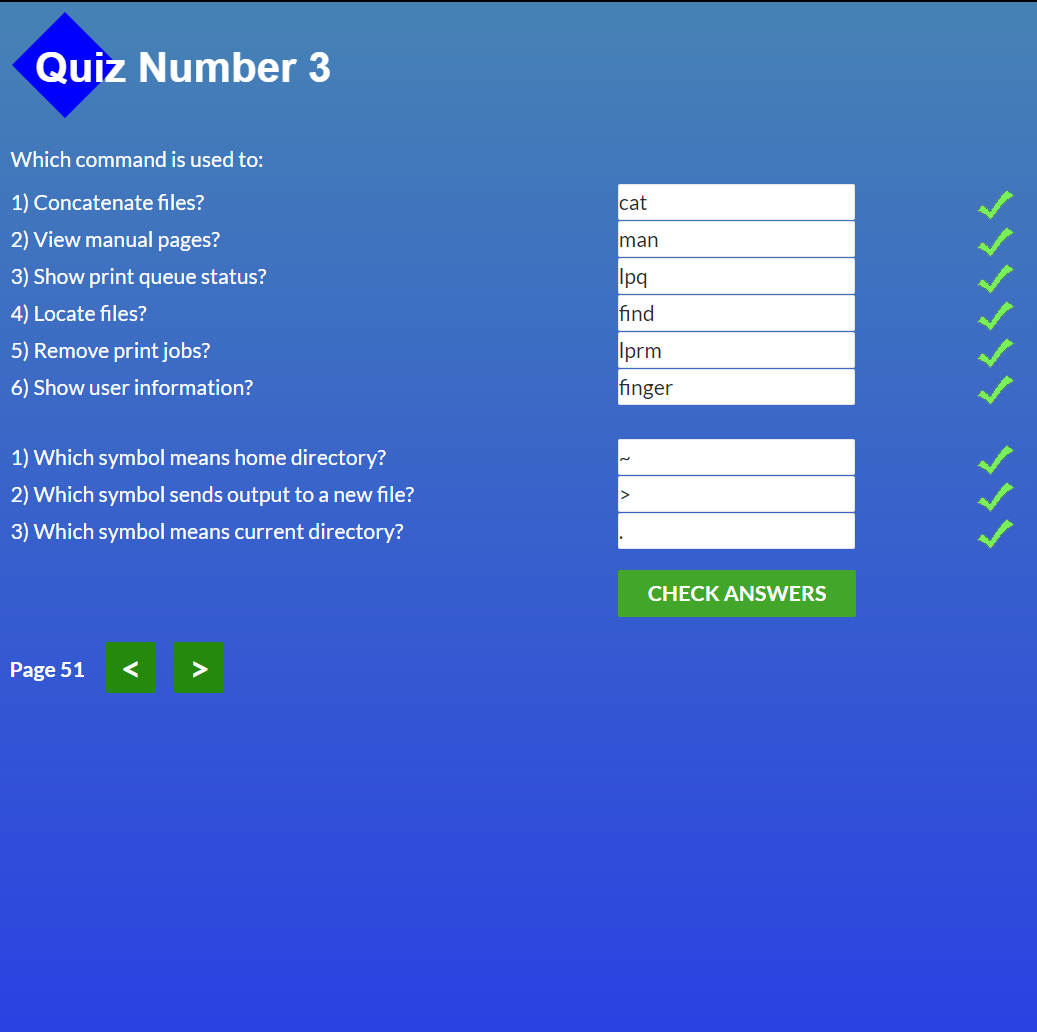 Quiz Number 3
Which command is used to:
1) Concatenate files? cat
2) View manual pages? man
3) Show print queue status? lpq
4) Locate files? find
5) Remove print jobs? lprm
6) Show user information? finger
1) Which symbol means home directory? ~
2) Which symbol sends output to a new file? >
3) Which symbol means current directory? .
CHECK ANSWERS
Page 51 < >